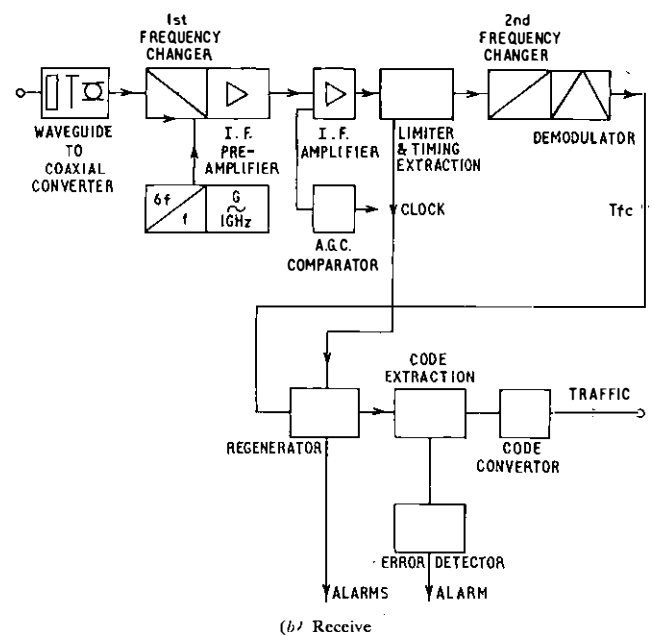 1st
FREQUENCY
CHANGER
2nd
FREQUENCY
CHANGER
WAVEGUIDE
TO
COAXIAL
CONVERTER
I.F.
PRE-
AMPLIFIER
I.F.
AMPLIFIER
LIMITER
& TIMING
EXTRACTION
DEMODULATOR
6f
f
G
~
1GHz
A.G.C.
COMPARATOR
CLOCK
Tfc
CODE
EXTRACTION
TRAFFIC
REGENERATOR
CODE
CONVERTOR
ERROR DETECTOR
ALARMS
ALARM
(b) Receive